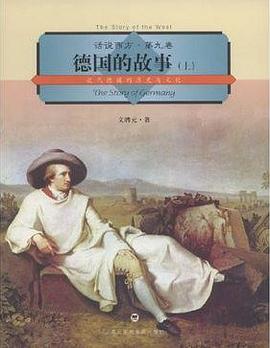 The Story of the West
话说西方·第九卷
德国的故事（上）
近代德国的历史与文化
The Story of Germany
文聘元·著